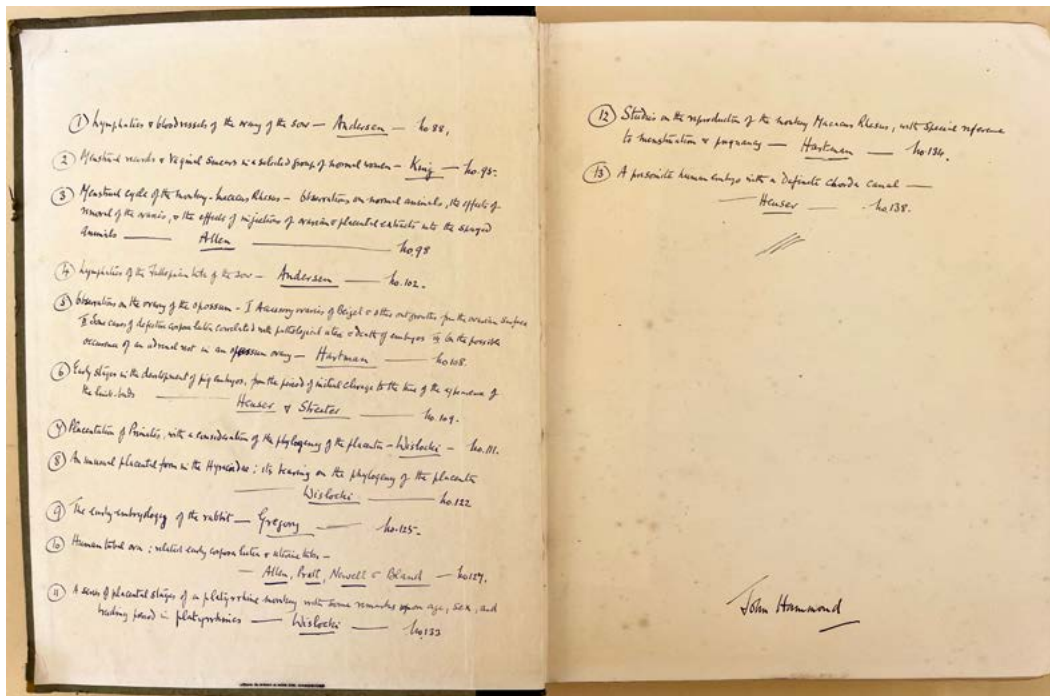 ① Lymphatics & bloodvessels of the ovary of the sow — Andersen — No 88.
② Menstrual records & Vaginal smears in a selected group of normal women — King — No. 95.
③ Menstrual cycle of the monkey - Macacus Rhesus — Observations on normal animals, the effects of
removal of the ovaries, & the effects of injections of ovarian & placental extracts into the spayed
animals — Allen — No. 98
④ Lymphatics of the Fallopian tube of the sow — Andersen — No. 102.
⑤ Observations on the ovary of the opossum - I Accessory ovaries of Beigel & other outgrowths from the ovarian surface
II Some cases of defective corpora lutea correlated with pathological uteri & death of embryos On the possible
occurrence of an adrenal rest in an opossum ovary — Hartman — No 108.
⑥ Early stages in the development of pig embryos, from the period of initial cleavage to the time of the appearance of
the limb-buds — Heuser & Streeter — No. 109.
⑦ Placentation of Primates, with a consideration of the phylogeny of the placenta — Wislocki — No. 111.
⑧ An unusual placental form in the Hyracoidea; its bearing on the phylogeny of the placenta
— Wislocki — No. 122
⑨ The early embryology of the rabbit — Gregory — No. 125.
⑩ Human tubal ova; related early corpora lutea & uterine tubes —
— Allen, Pratt, Newell & Bland — No 127.
⑪ A series of placental stages of a platyrrhine monkey with some remarks upon age, sex, and
breeding period in platyrrhines — Wislocki — No. 133
⑫ Studies on the reproduction of the monkey Macacus Rhesus, with special reference
to menstruation & pregnancy — Hartman — No 134.
⑬ A presomite human embryo with a definite chorda canal —
— Heuser — No. 138.
John Hammond